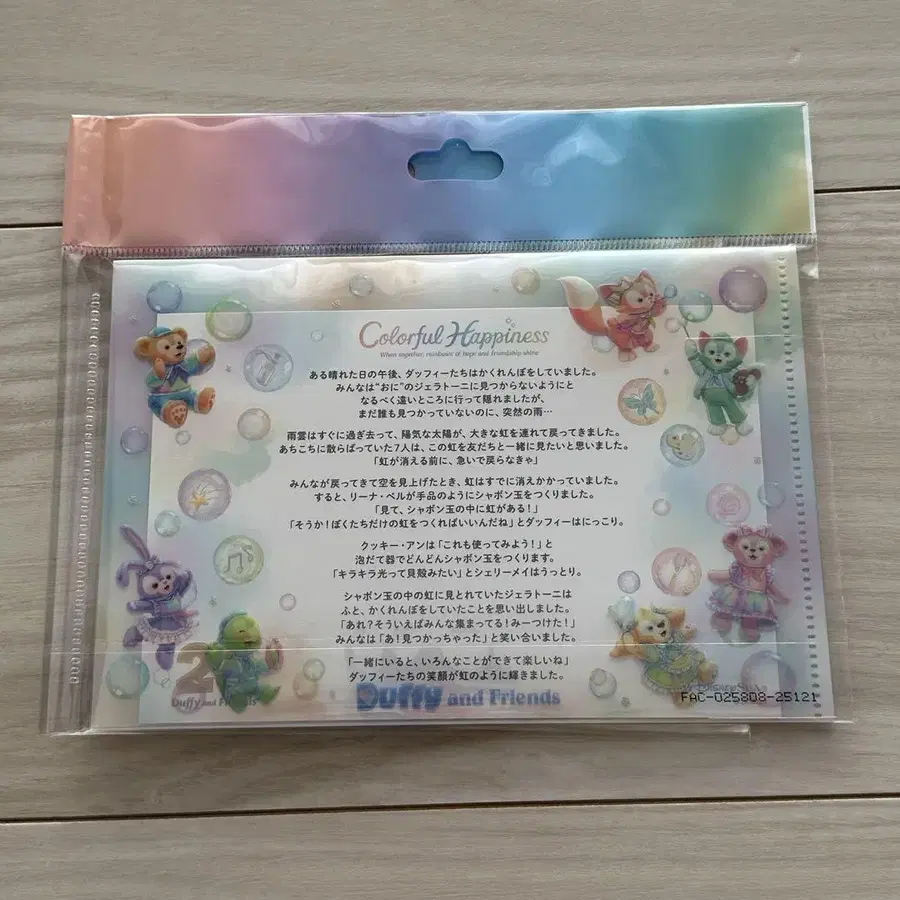 Colorful Happiness
When together, rainbows of hope and friendship shine
ある晴れた日の午後、ダッフィーたちはかくれんぼをしていました。
みんなは“おに”のジェラトーニに見つからないようにと
なるべく遠いところに行って隠れましたが、
まだ誰も見つかっていないのに、突然の雨…
雨雲はすぐに過ぎ去って、陽気な太陽が、大きな虹を連れて戻ってきました。
あちこちに散らばっていた7人は、この虹を友だちと一緒に見たいと思いました。
「虹が消える前に、急いで戻らなきゃ」
みんなが戻ってきて空を見上げたとき、虹はすでに消えかかっていました。
すると、リーナ・ベルが手品のようにシャボン玉をつくりました。
「見て、シャボン玉の中に虹がある!」
「そうか!ぼくたちだけの虹をつくればいいんだね」とダッフィーはにっこり。
クッキー・アンは「これも使ってみよう!」と
泡だて器でどんどんシャボン玉をつくります。
「キラキラ光って貝殻みたい」とシェリーメイはうっとり。
シャボン玉の中の虹に見とれていたジェラトーニは
ふと、かくれんぼをしていたことを思い出しました。
「あれ?そういえばみんな集まってる!みーつけた!」
みんなは「あ!見つかっちゃった」と笑い合いました。
「一緒にいると、いろんなことができて楽しいね」
ダッフィーたちの笑顔が虹のように輝きました。
Duffy and Friends
Duffy and Friends
FAC-025808-25121